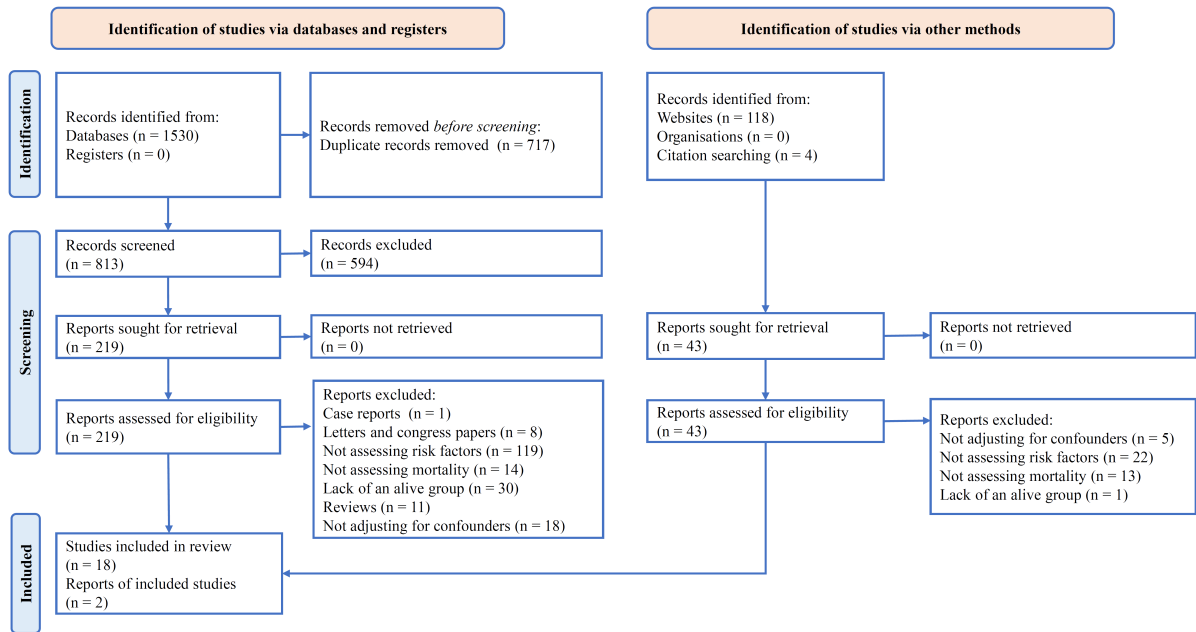 Identification of studies via databases and registers
Identification of studies via other methods
Identification
Records identified from:
Databases (n = 1530)
Registers (n = 0)
Records removed before screening:
Duplicate records removed (n = 717)
Records identified from:
Websites (n = 118)
Organisations (n = 0)
Citation searching (n = 4)
Screening
Records screened
(n = 813)
Records excluded
(n = 594)
Reports sought for retrieval
(n = 219)
Reports not retrieved
(n = 0)
Reports sought for retrieval
(n = 43)
Reports not retrieved
(n = 0)
Reports assessed for eligibility
(n = 219)
Reports excluded:
Case reports (n = 1)
Letters and congress papers (n = 8)
Not assessing risk factors (n = 119)
Not assessing mortality (n = 14)
Lack of an alive group (n = 30)
Reviews (n = 11)
Not adjusting for confounders (n = 18)
Reports assessed for eligibility
(n = 43)
Reports excluded:
Not adjusting for confounders (n = 5)
Not assessing risk factors (n = 22)
Not assessing mortality (n = 13)
Lack of an alive group (n = 1)
Included
Studies included in review
(n = 18)
Reports of included studies
(n = 2)